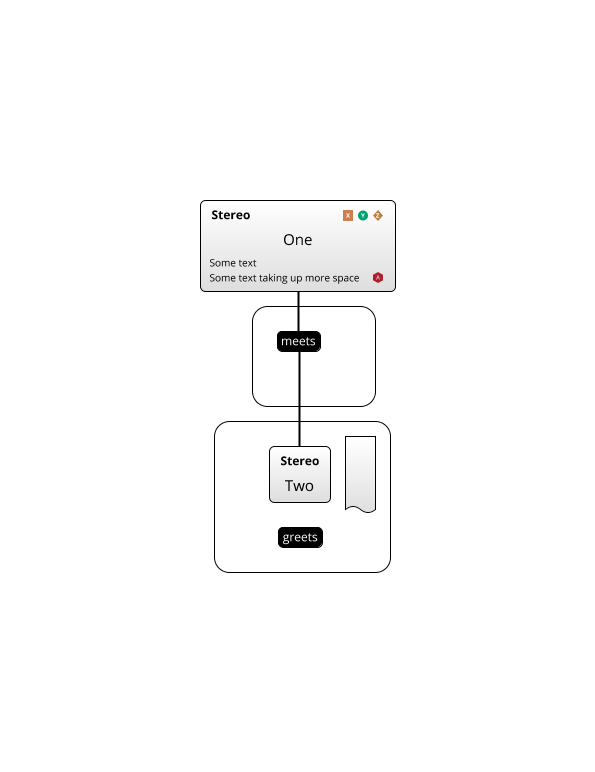 Stereo X Y Z
One
Some text
Some text taking up more space A
meets
Stereo
Two
greets